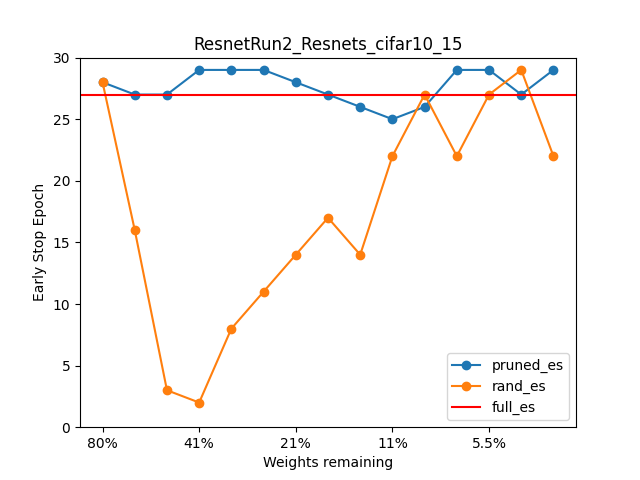 ResnetRun2_Resnets_cifar10_15
30
25
20
15
10
5
0
Early Stop Epoch
80% 41% 21% 11% 5.5%
Weights remaining
pruned_es
rand_es
full_es